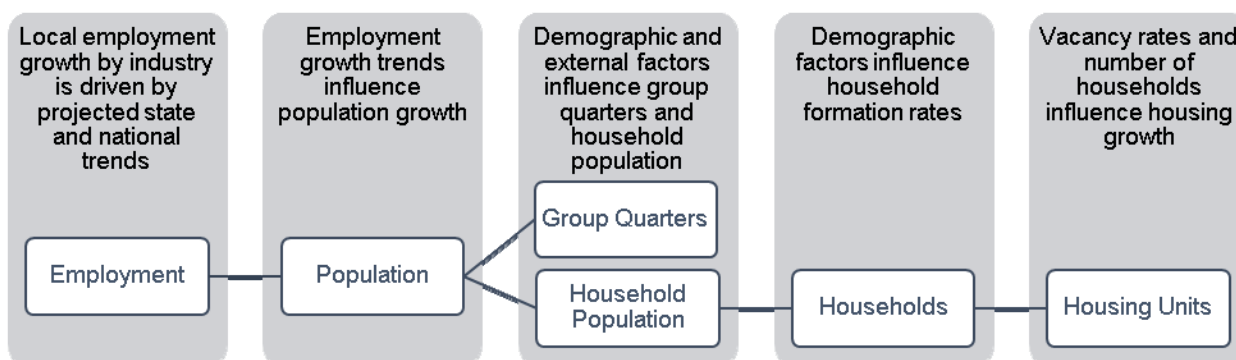 Local employment
growth by industry
is driven by
projected state
and national
trends
Employment
Employment
growth trends
influence
population growth
Population
Demographic and
external factors
influence group
quarters and
household
population
Group Quarters
Household
Population
Demographic
factors influence
household
formation rates
Households
Vacancy rates and
number of
households
influence housing
growth
Housing Units